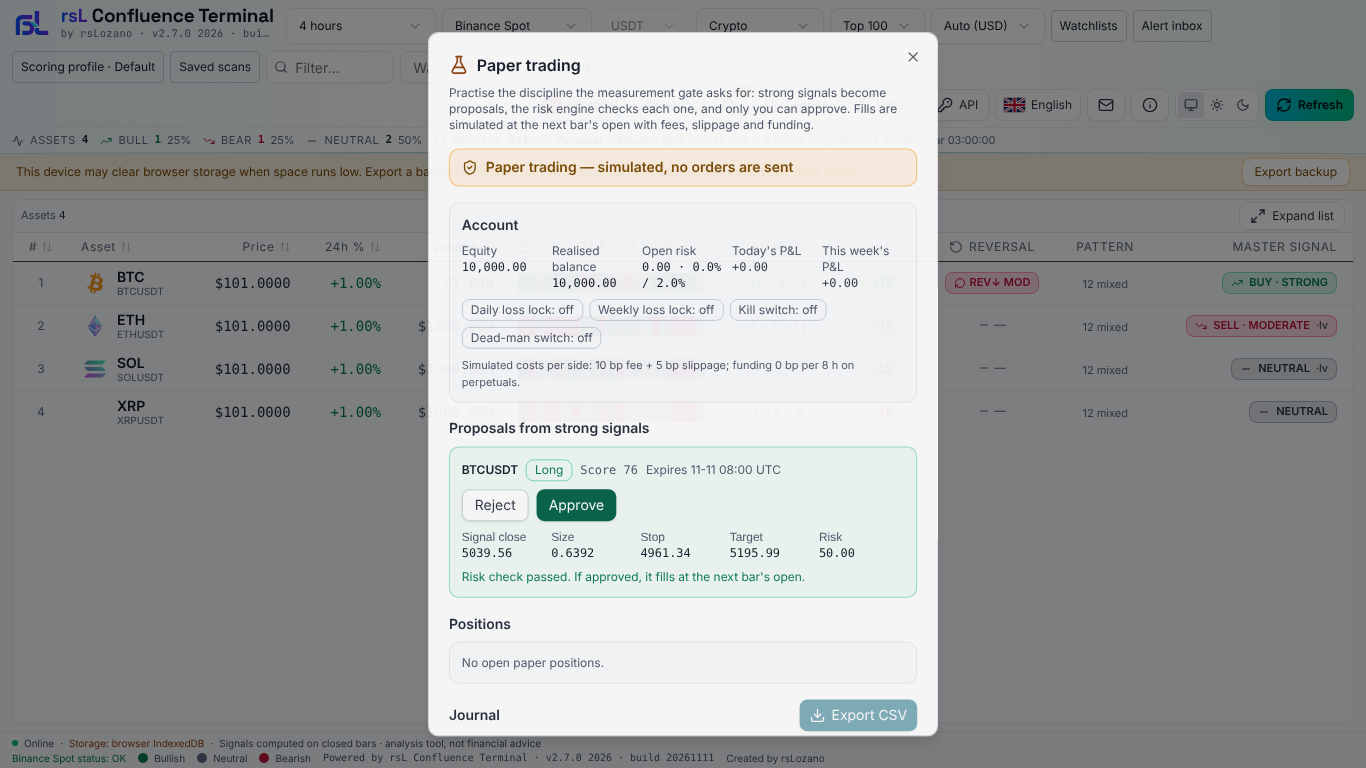 rsL Confluence Terminal
by rsLozano · v2.7.0 2026 · bui…
4 hours
Binance Spot
USDT
Crypto
Top 100
Auto (USD)
Watchlists
Alert inbox
Scoring profile · Default
Saved scans
Filter...
API
English
Refresh
ASSETS 4
BULL 1 25%
BEAR 1 25%
NEUTRAL 2 50%
bar 03:00:00
This device may clear browser storage when space runs low. Export a
Export backup
Assets 4
Expand list
# Asset Price 24h %
REVERSAL PATTERN MASTER SIGNAL
1 BTC BTCUSDT $101.0000 +1.00% REV↓ MOD 12 mixed BUY · STRONG
2 ETH ETHUSDT $101.0000 +1.00% — — 12 mixed SELL · MODERATE ·lv
3 SOL SOLUSDT $101.0000 +1.00% — — 12 mixed — NEUTRAL ·lv
4 XRP XRPUSDT $101.0000 +1.00% — — 12 mixed — NEUTRAL
Paper trading
Practise the discipline the measurement gate asks for: strong signals become
proposals, the risk engine checks each one, and only you can approve. Fills are
simulated at the next bar's open with fees, slippage and funding.
Paper trading — simulated, no orders are sent
Account
Equity
10,000.00
Realised
balance
10,000.00
Open risk
0.00 · 0.0%
/ 2.0%
Today's P&L
+0.00
This week's
P&L
+0.00
Daily loss lock: off
Weekly loss lock: off
Kill switch: off
Dead-man switch: off
Simulated costs per side: 10 bp fee + 5 bp slippage; funding 0 bp per 8 h on
perpetuals.
Proposals from strong signals
BTCUSDT Long Score 76 Expires 11-11 08:00 UTC
Reject
Approve
Signal close Size Stop Target Risk
5039.56 0.6392 4961.34 5195.99 50.00
Risk check passed. If approved, it fills at the next bar's open.
Positions
No open paper positions.
Journal
Export CSV
Online · Storage: browser IndexedDB · Signals computed on closed bars · analysis tool, not financial advice
Binance Spot status: OK Bullish Neutral Bearish Powered by rsL Confluence Terminal · v2.7.0 2026 · build 20261111 Created by rsLozano